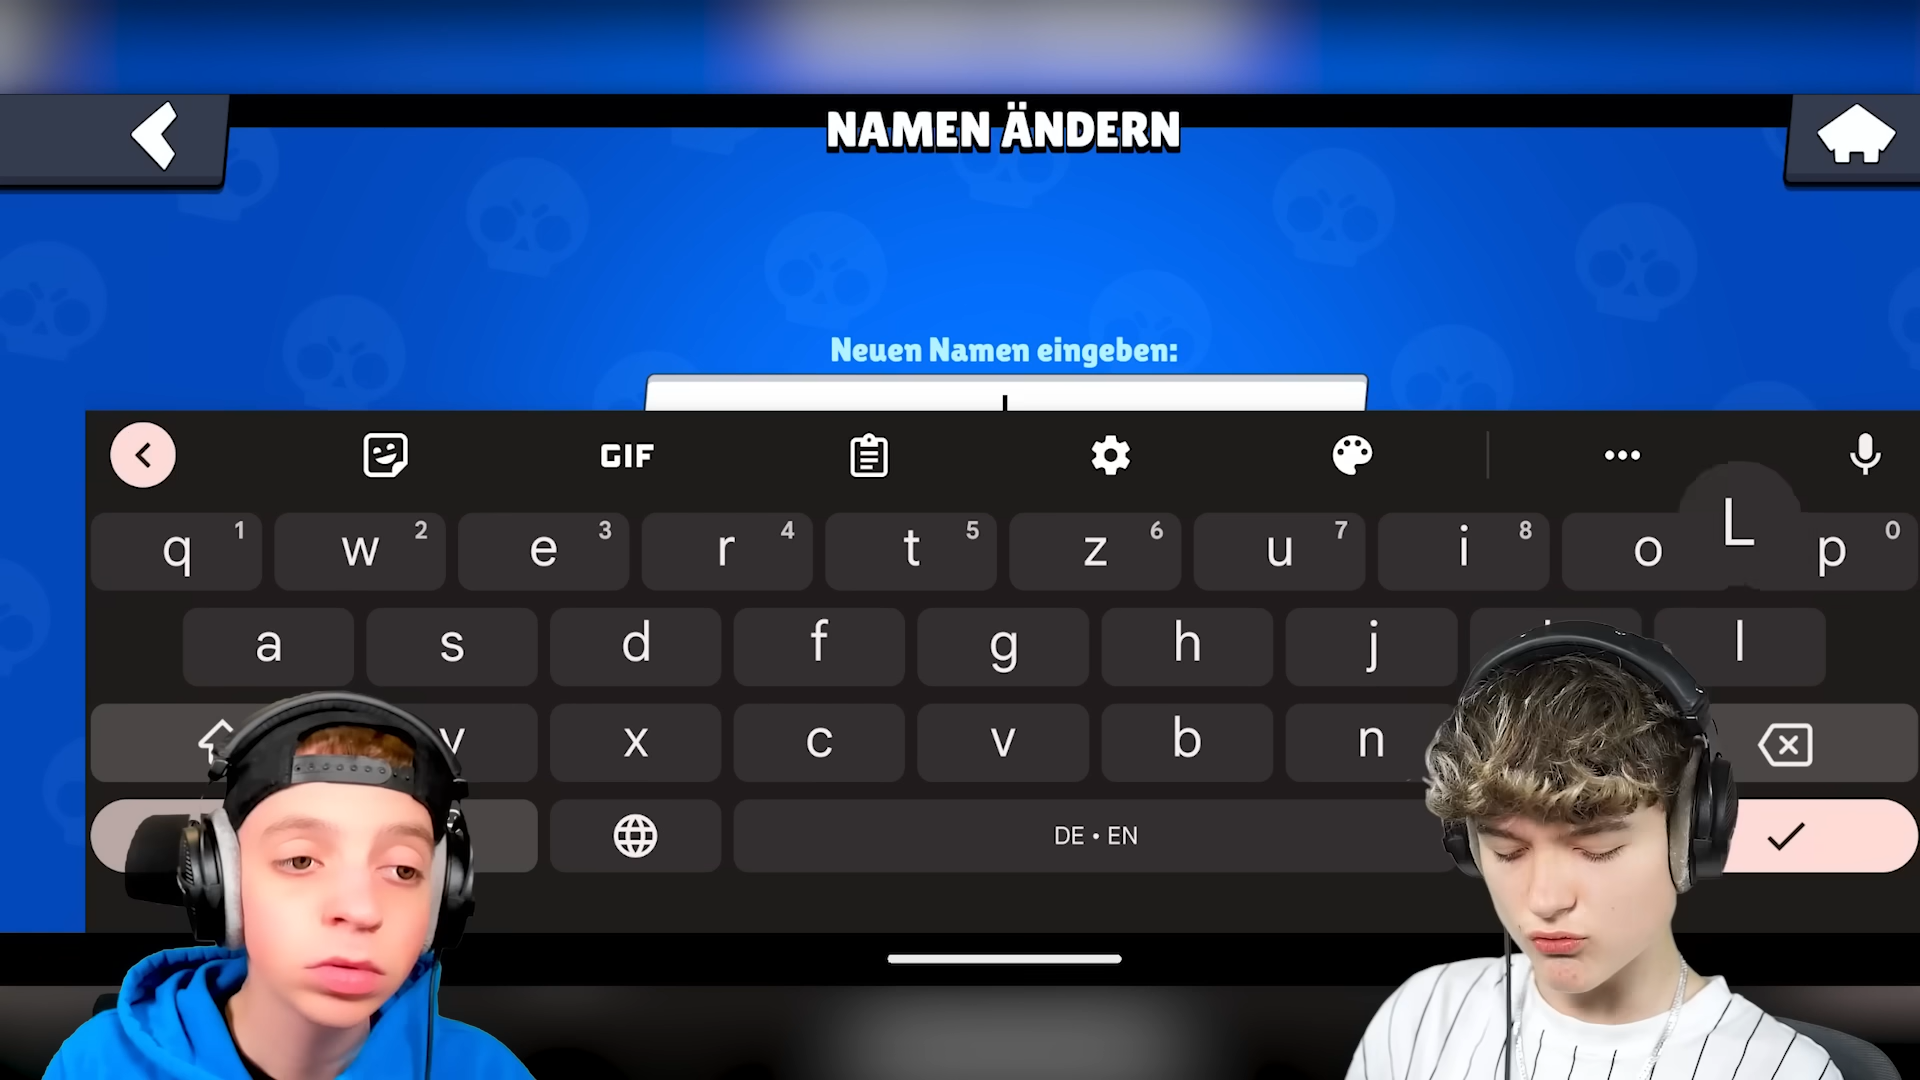 NAMEN ÄNDERN
Neuen Namen eingeben:
GIF
q 1 w 2 e 3 r 4 t 5 z 6 u 7 i 8 o L p 0
a s d f g h j l
y x c v b n
DE • EN